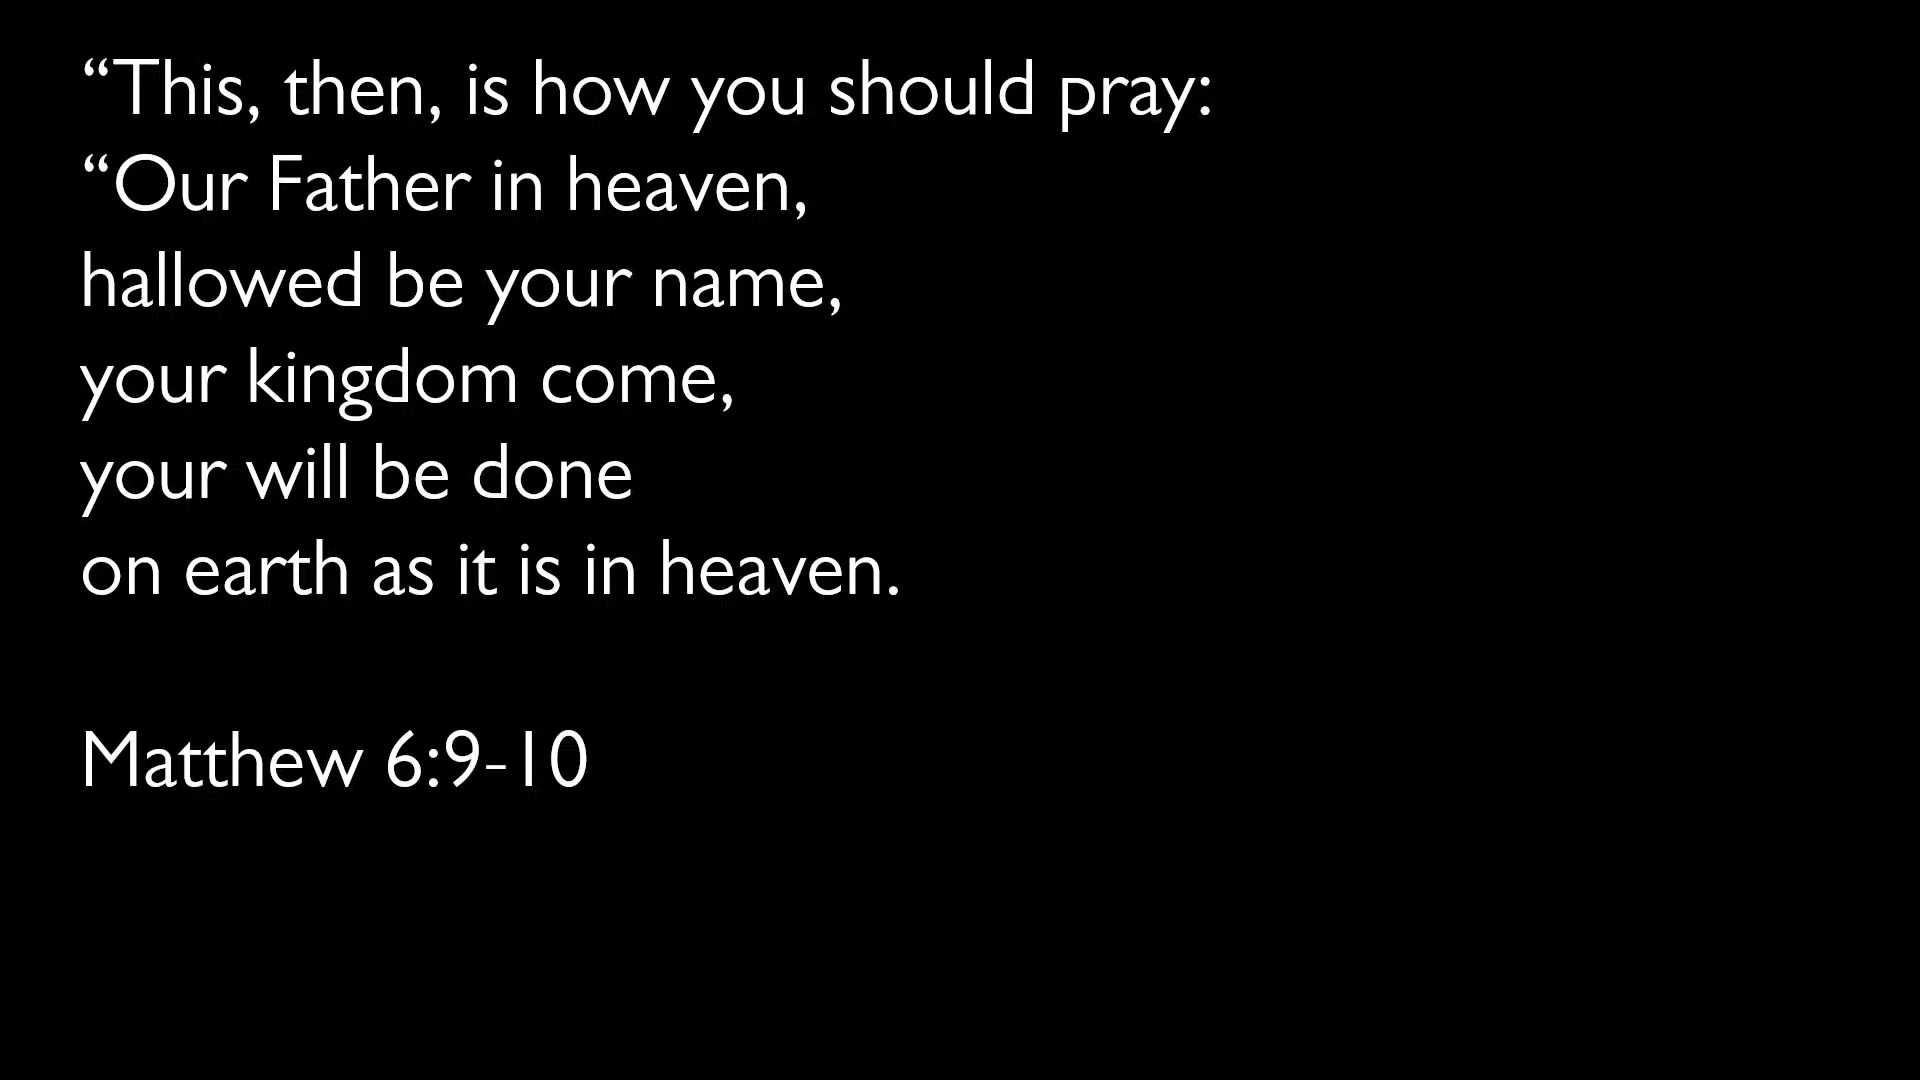 “This, then, is how you should pray:
“Our Father in heaven,
hallowed be your name,
your kingdom come,
your will be done
on earth as it is in heaven.
Matthew 6:9-10